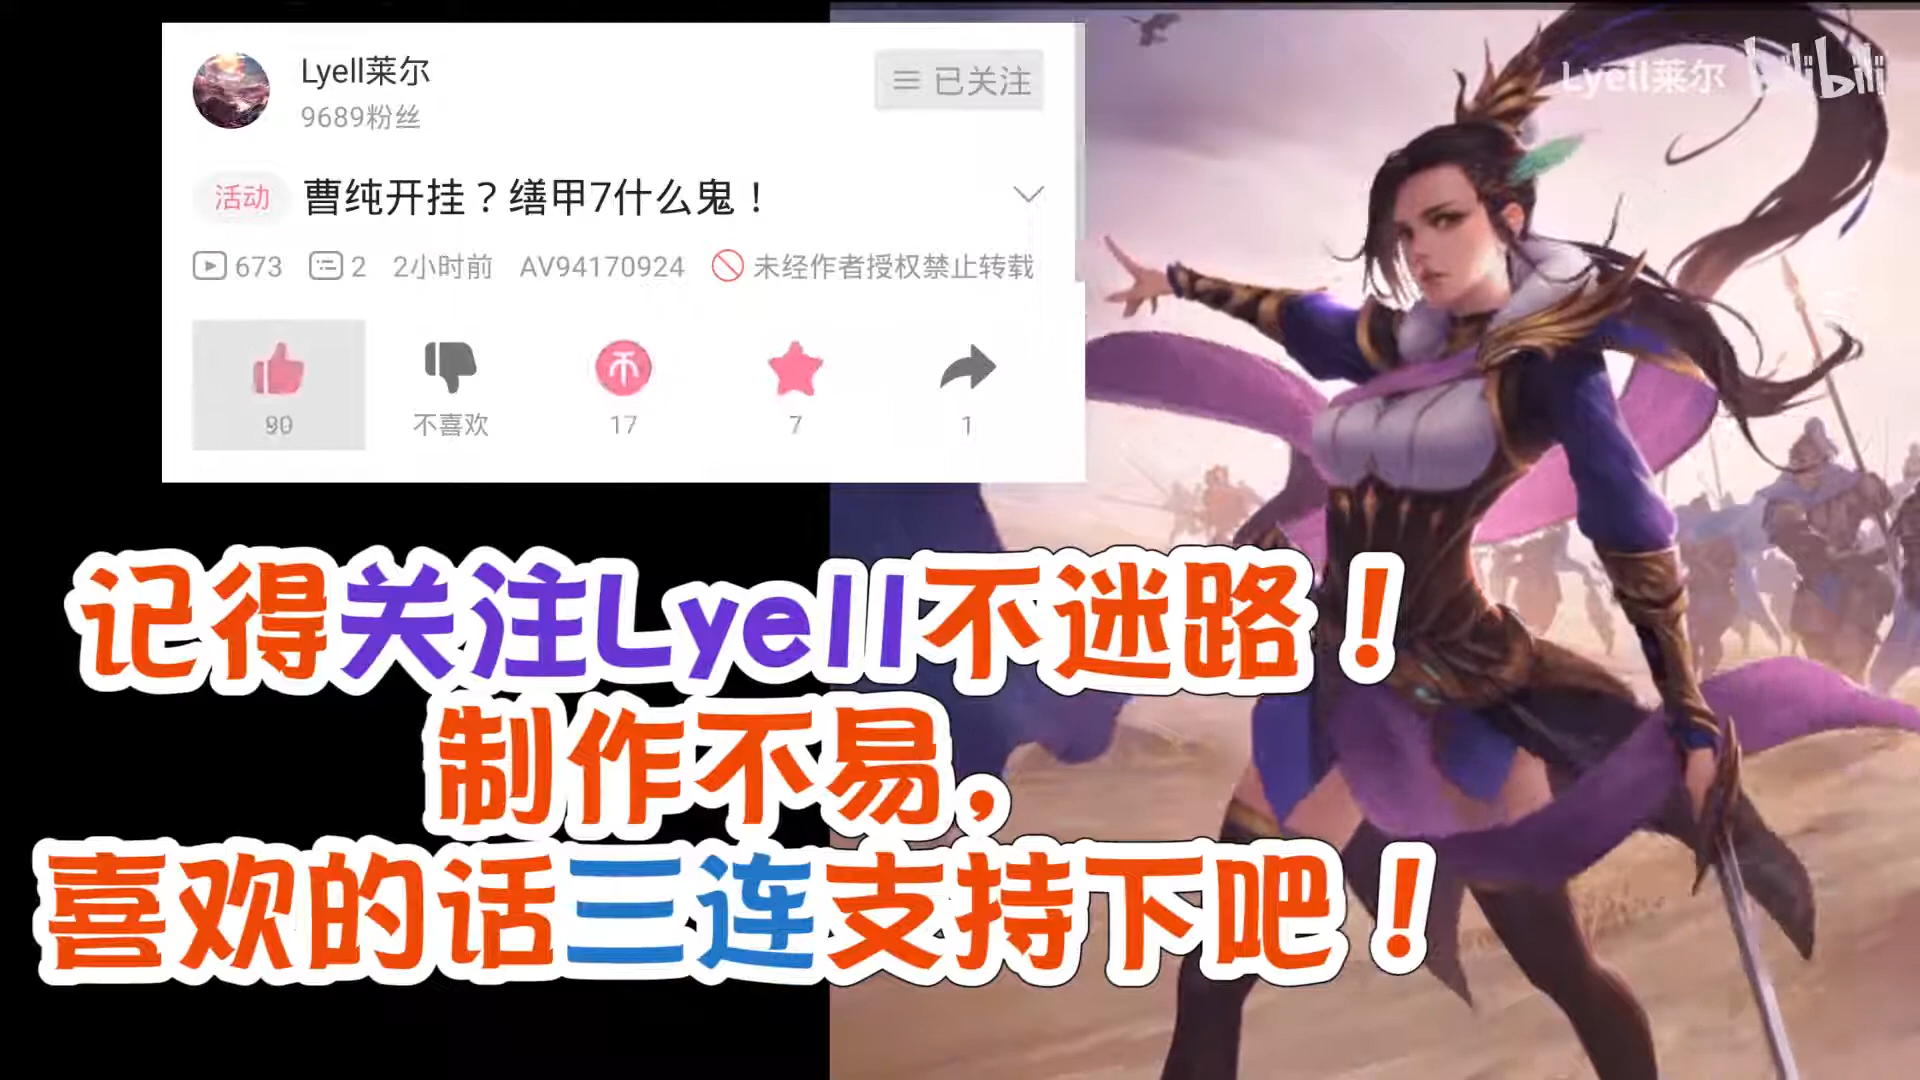 Lyell莱尔
9689粉丝
已关注
活动 曹纯开挂？缮甲7什么鬼！
673 2 2小时前 AV94170924 未经作者授权禁止转载
90 不喜欢 17 7 1
Lyell莱尔 bilibili
记得关注Lyell不迷路！
制作不易，
喜欢的话三连支持下吧！